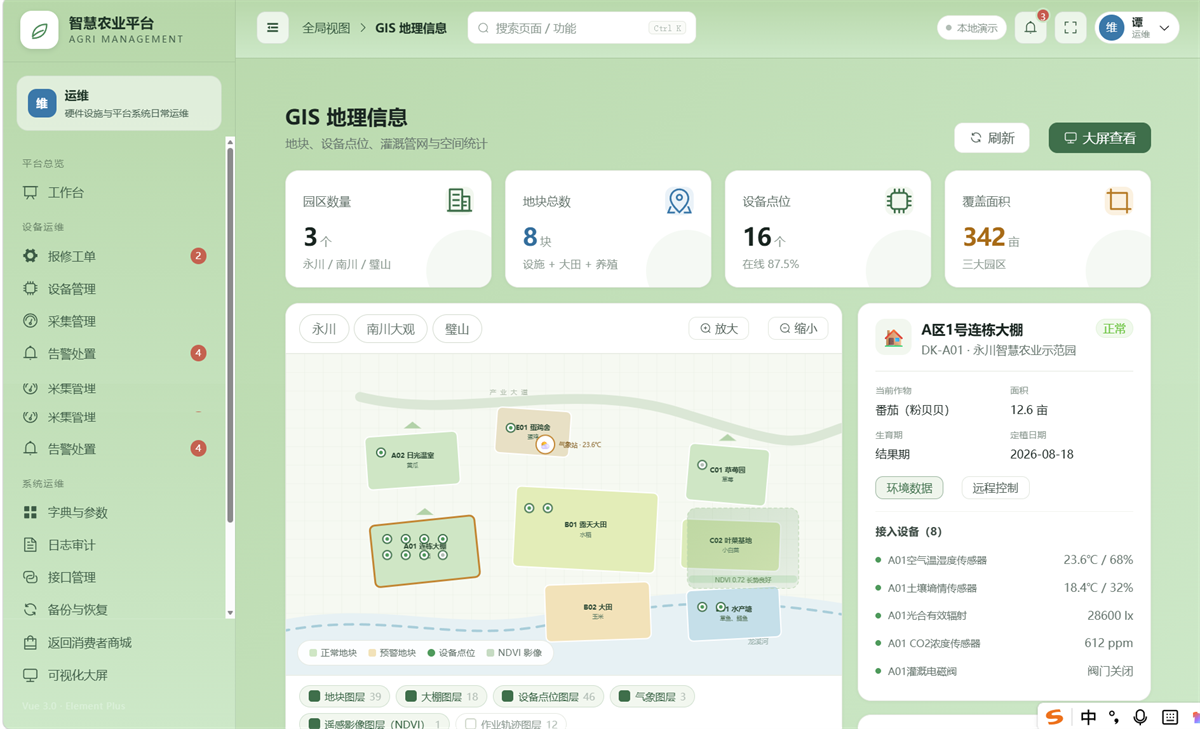 智慧农业平台
AGRI MANAGEMENT
全局视图 > GIS 地理信息
搜索页面 / 功能
Ctrl K
本地演示
3
维
谭
运维
维
运维
硬件设施与平台系统日常运维
平台总览
工作台
设备运维
报修工单 2
设备管理
采集管理
告警处置 4
采集管理
采集管理
告警处置 4
系统运维
字典与参数
日志审计
接口管理
备份与恢复
返回消费者商城
可视化大屏
Vue 3.0 · Element Plus
GIS 地理信息
地块、设备点位、灌溉管网与空间统计
刷新
大屏查看
园区数量
3 个
永川 / 南川 / 璧山
地块总数
8 块
设施 + 大田 + 养殖
设备点位
16 个
在线 87.5%
覆盖面积
342 亩
三大园区
永川
南川大观
璧山
放大
缩小
产业大道
E01 蛋鸡舍
气象站 · 23.6℃
A02 日光温室
黄瓜
C01 草莓园
草莓
B01 露天大田
水稻
A01 连栋大棚
C02 叶菜基地
小白菜
NDVI 0.72 长势良好
B02 大田
玉米
D01 水产塘
龙溪河
正常地块
预警地块
设备点位
NDVI 影像
地块图层 39
大棚图层 18
设备点位图层 46
气象图层 3
遥感影像图层（NDVI） 1
作业轨迹图层 12
A区1号连栋大棚
正常
DK-A01 · 永川智慧农业示范园
当前作物
面积
番茄（粉贝贝）
12.6 亩
生育期
定植日期
结果期
2026-08-18
环境数据
远程控制
接入设备（8）
A01空气温湿度传感器 23.6℃ / 68%
A01土壤墒情传感器 18.4℃ / 32%
A01光合有效辐射 28600 lx
A01 CO2浓度传感器 612 ppm
A01灌溉电磁阀 阀门关闭
中